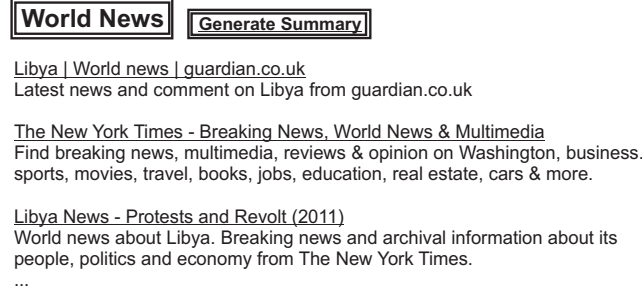 World News Generate Summary
Libya | World news | guardian.co.uk
Latest news and comment on Libya from guardian.co.uk
The New York Times - Breaking News, World News & Multimedia
Find breaking news, multimedia, reviews & opinion on Washington, business.
sports, movies, travel, books, jobs, education, real estate, cars & more.
Libya News - Protests and Revolt (2011)
World news about Libya. Breaking news and archival information about its
people, politics and economy from The New York Times.
...